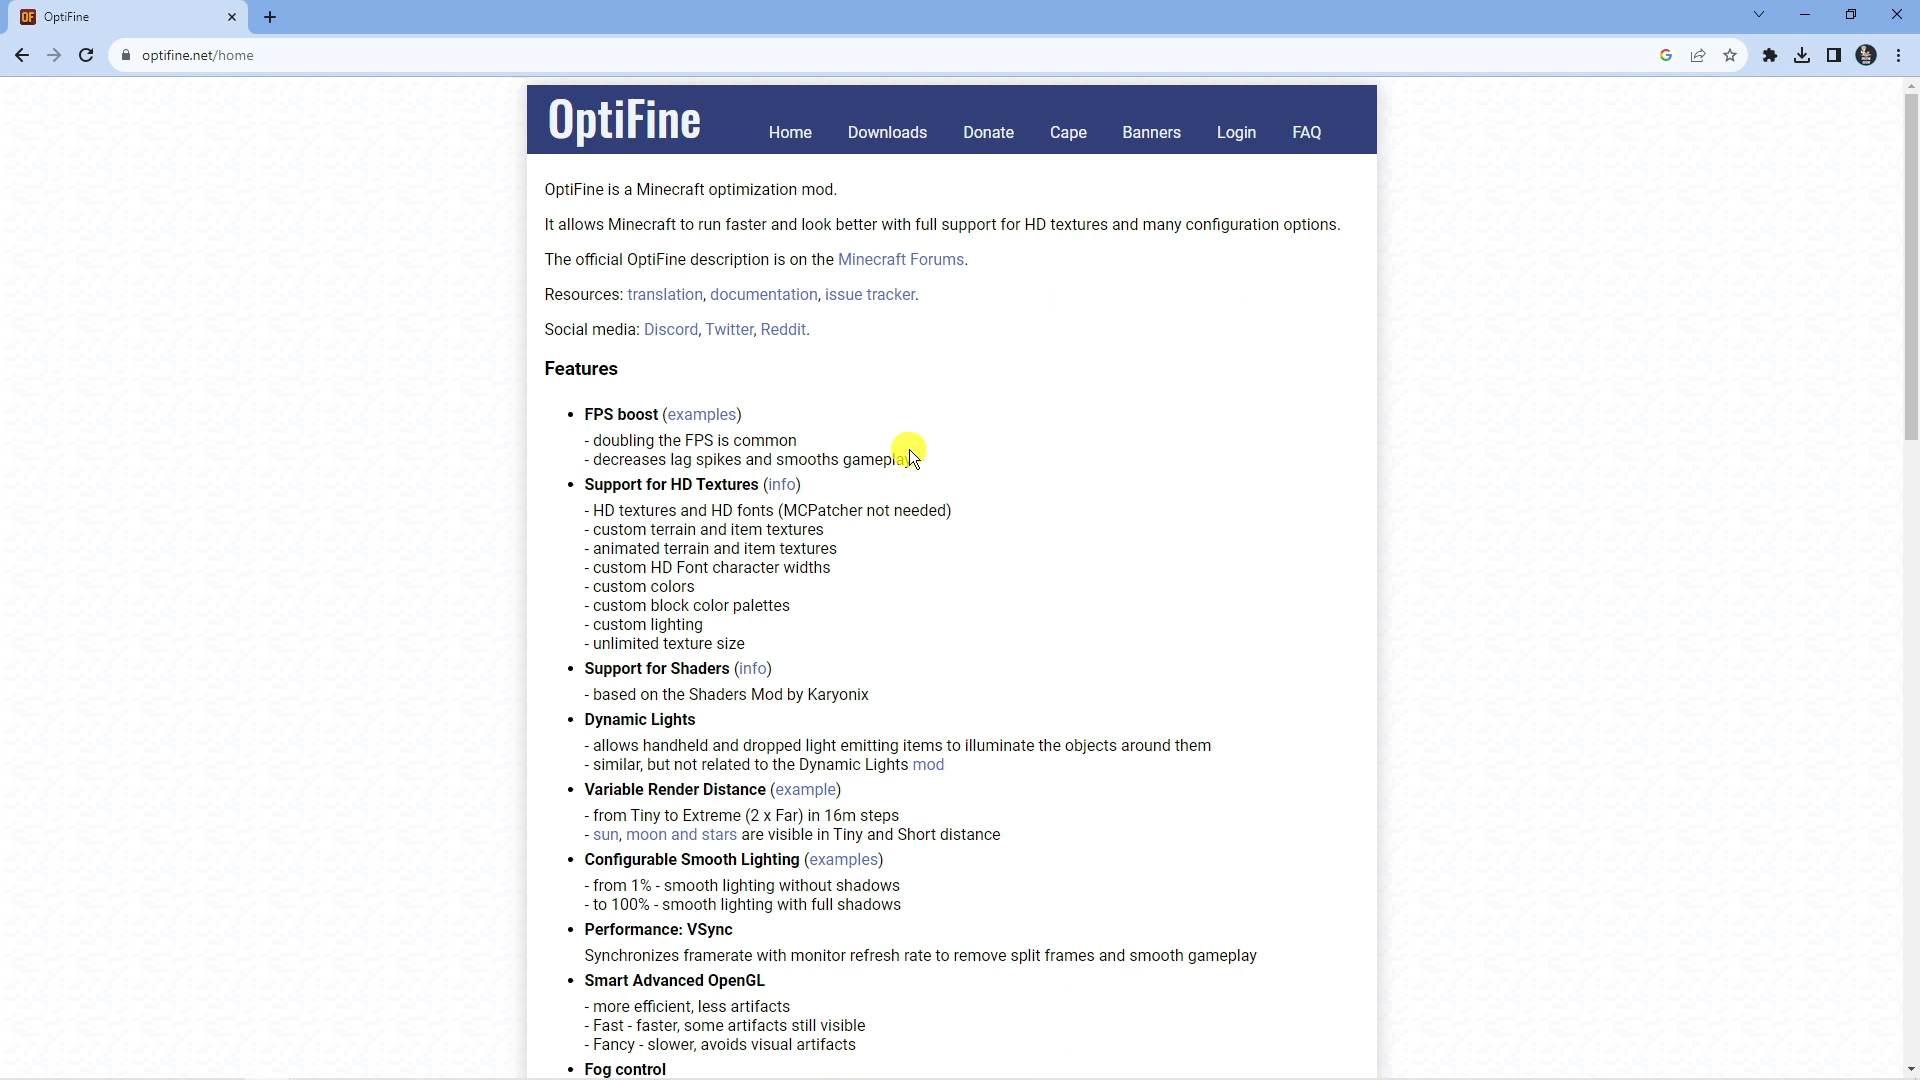 OptiFine
optifine.net/home
OptiFine Home Downloads Donate Cape Banners Login FAQ
OptiFine is a Minecraft optimization mod.
It allows Minecraft to run faster and look better with full support for HD textures and many configuration options.
The official OptiFine description is on the Minecraft Forums.
Resources: translation, documentation, issue tracker.
Social media: Discord, Twitter, Reddit.
Features
• FPS boost (examples)
- doubling the FPS is common
- decreases lag spikes and smooths gameplay
• Support for HD Textures (info)
- HD textures and HD fonts (MCPatcher not needed)
- custom terrain and item textures
- animated terrain and item textures
- custom HD Font character widths
- custom colors
- custom block color palettes
- custom lighting
- unlimited texture size
• Support for Shaders (info)
- based on the Shaders Mod by Karyonix
• Dynamic Lights
- allows handheld and dropped light emitting items to illuminate the objects around them
- similar, but not related to the Dynamic Lights mod
• Variable Render Distance (example)
- from Tiny to Extreme (2 x Far) in 16m steps
- sun, moon and stars are visible in Tiny and Short distance
• Configurable Smooth Lighting (examples)
- from 1% - smooth lighting without shadows
- to 100% - smooth lighting with full shadows
• Performance: VSync
Synchronizes framerate with monitor refresh rate to remove split frames and smooth gameplay
• Smart Advanced OpenGL
- more efficient, less artifacts
- Fast - faster, some artifacts still visible
- Fancy - slower, avoids visual artifacts
• Fog control